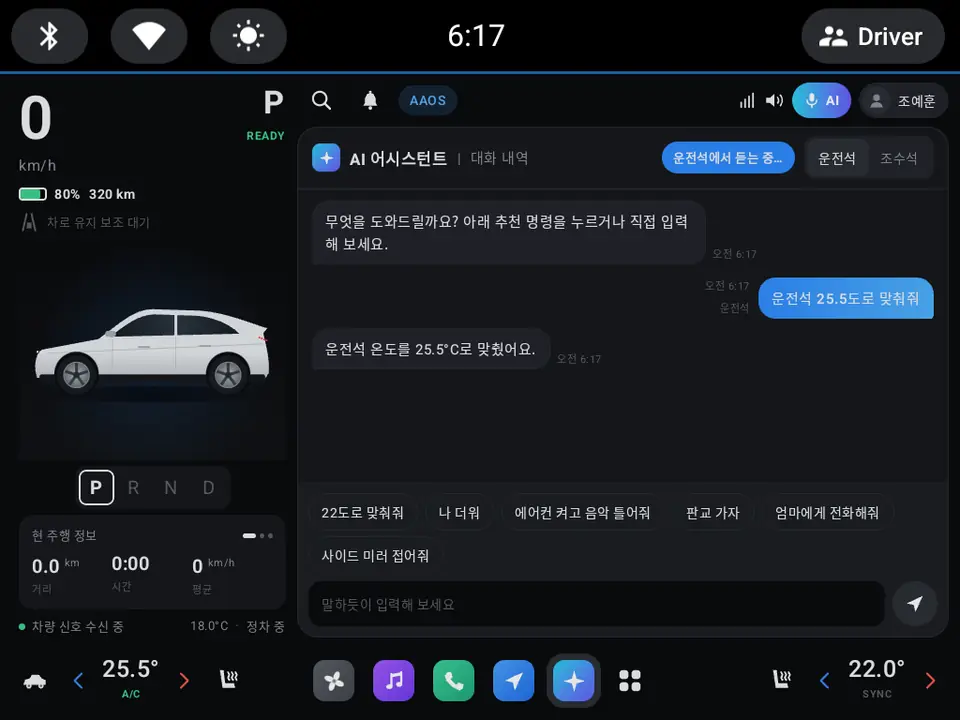 6:17
Driver
0
P
READY
km/h
80% 320 km
차로 유지 보조 대기
AAOS
AI
조예훈
AI 어시스턴트 | 대화 내역
운전석에서 듣는 중…
운전석
조수석
무엇을 도와드릴까요? 아래 추천 명령을 누르거나 직접 입력
해 보세요.
오전 6:17
오전 6:17
운전석
운전석 25.5도로 맞춰줘
운전석 온도를 25.5°C로 맞췄어요.
오전 6:17
P R N D
현 주행 정보
0.0 km
거리
0:00
시간
0 km/h
평균
차량 신호 수신 중
18.0°C · 정차 중
22도로 맞춰줘
나 더워
에어컨 켜고 음악 틀어줘
판교 가자
엄마에게 전화해줘
사이드 미러 접어줘
말하듯이 입력해 보세요
25.5°
A/C
22.0°
SYNC